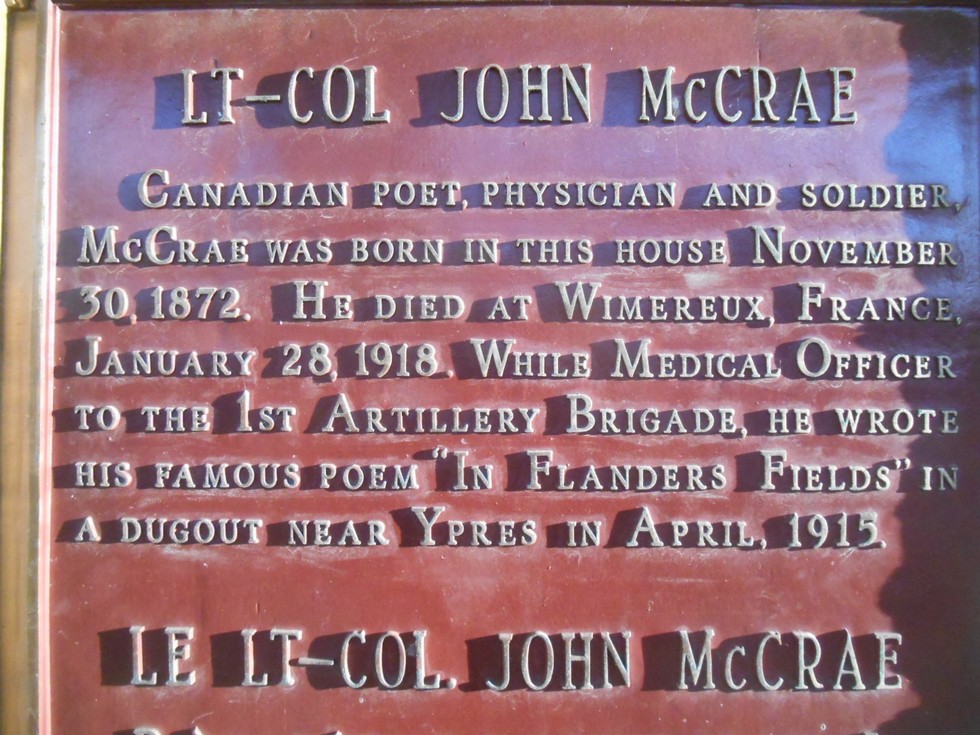 LT-COL JOHN McCRAE
CANADIAN POET, PHYSICIAN AND SOLDIER,
McCRAE WAS BORN IN THIS HOUSE NOVEMBER
30, 1872. HE DIED AT WIMEREUX, FRANCE,
JANUARY 28, 1918. WHILE MEDICAL OFFICER
TO THE 1ST ARTILLERY BRIGADE, HE WROTE
HIS FAMOUS POEM "IN FLANDERS FIELDS" IN
A DUGOUT NEAR YPRES IN APRIL, 1915.
LE LT-COL. JOHN McCRAE